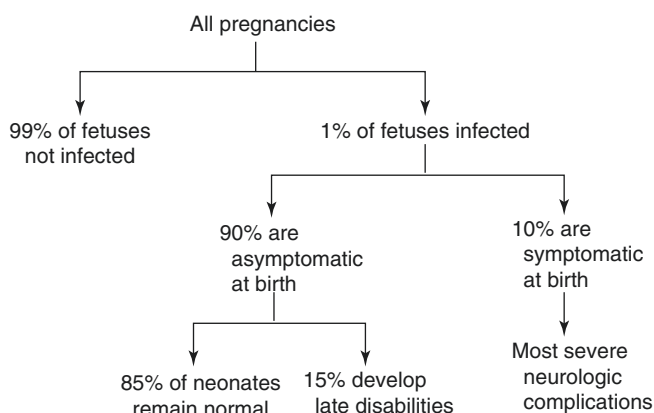 All pregnancies
99% of fetuses
not infected
1% of fetuses infected
90% are
asymptomatic
at birth
10% are
symptomatic
at birth
85% of neonates
remain normal
15% develop
late disabilities
Most severe
neurologic
complications